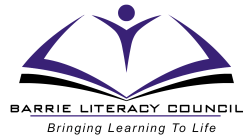 BARRIE LITERACY COUNCIL
Bringing Learning To Life